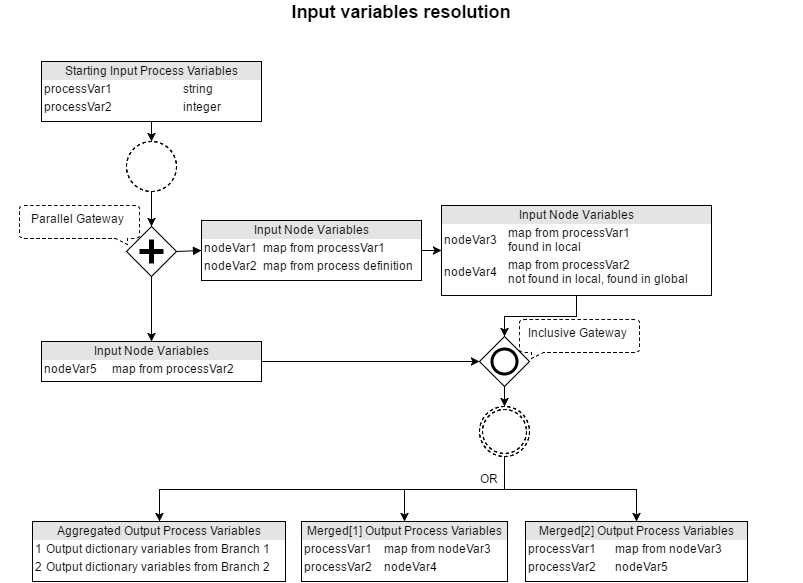 Input variables resolution
Starting Input Process Variables
processVar1 string
processVar2 integer
Parallel Gateway
Input Node Variables
nodeVar1 map from processVar1
nodeVar2 map from process definition
Input Node Variables
nodeVar3 map from processVar1
found in local
nodeVar4 map from processVar2
not found in local, found in global
Inclusive Gateway
Input Node Variables
nodeVar5 map from processVar2
OR
Aggregated Output Process Variables
1 Output dictionary variables from Branch 1
2 Output dictionary variables from Branch 2
Merged[1] Output Process Variables
processVar1 map from nodeVar3
processVar2 nodeVar4
Merged[2] Output Process Variables
processVar1 map from nodeVar3
processVar2 nodeVar5